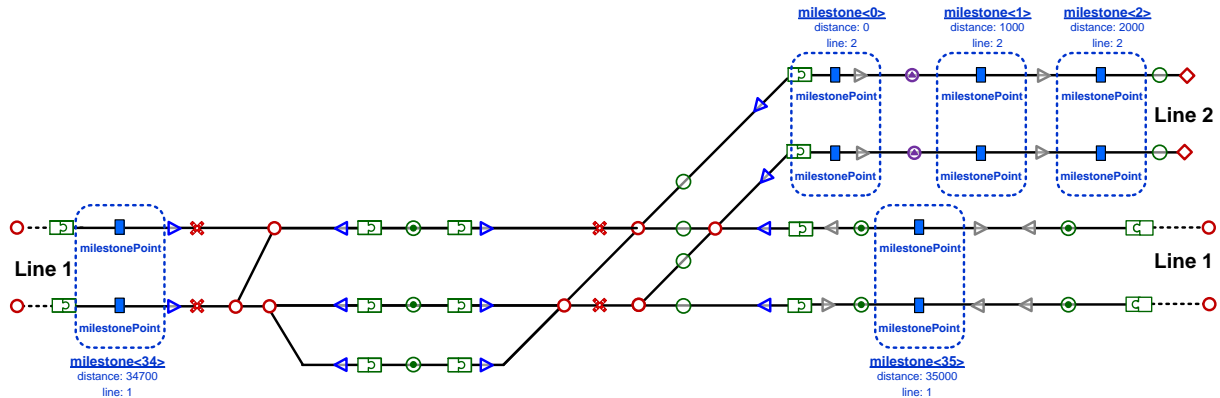 milestone<0>
distance: 0
line: 2
milestone<1>
distance: 1000
line: 2
milestone<2>
distance: 2000
line: 2
milestonePoint
milestonePoint
milestonePoint
Line 2
milestonePoint
milestonePoint
milestonePoint
milestonePoint
milestonePoint
Line 1
Line 1
milestonePoint
milestonePoint
milestone<34>
distance: 34700
line: 1
milestone<35>
distance: 35000
line: 1